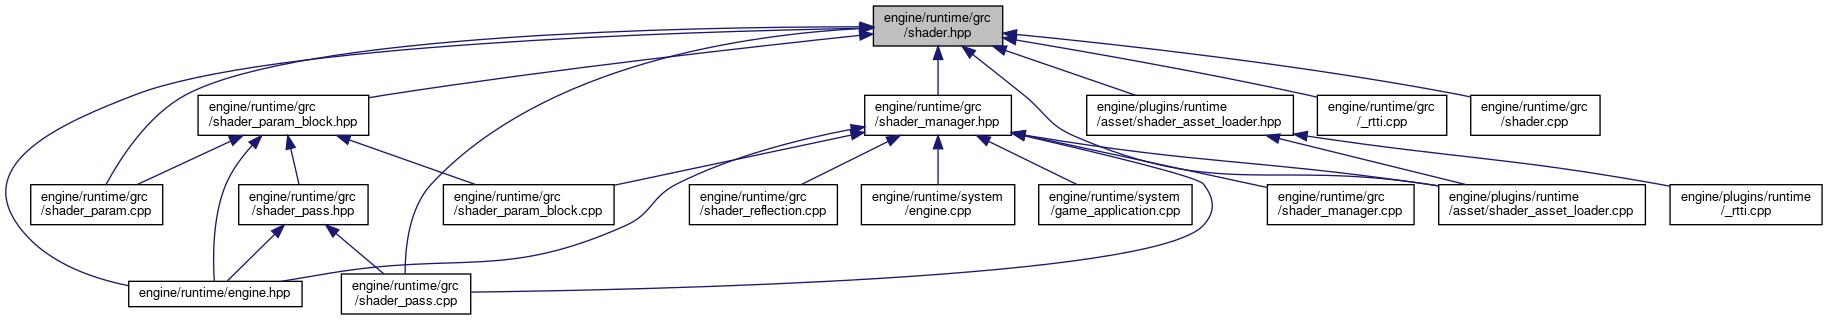 engine/runtime/grc
/shader.hpp
engine/runtime/grc
/shader_param_block.hpp
engine/runtime/grc
/shader_manager.hpp
engine/plugins/runtime
/asset/shader_asset_loader.hpp
engine/runtime/grc
/_rtti.cpp
engine/runtime/grc
/shader.cpp
engine/runtime/grc
/shader_param.cpp
engine/runtime/grc
/shader_pass.hpp
engine/runtime/grc
/shader_param_block.cpp
engine/runtime/grc
/shader_reflection.cpp
engine/runtime/system
/engine.cpp
engine/runtime/system
/game_application.cpp
engine/runtime/grc
/shader_manager.cpp
engine/plugins/runtime
/asset/shader_asset_loader.cpp
engine/plugins/runtime
/_rtti.cpp
engine/runtime/engine.hpp
engine/runtime/grc
/shader_pass.cpp